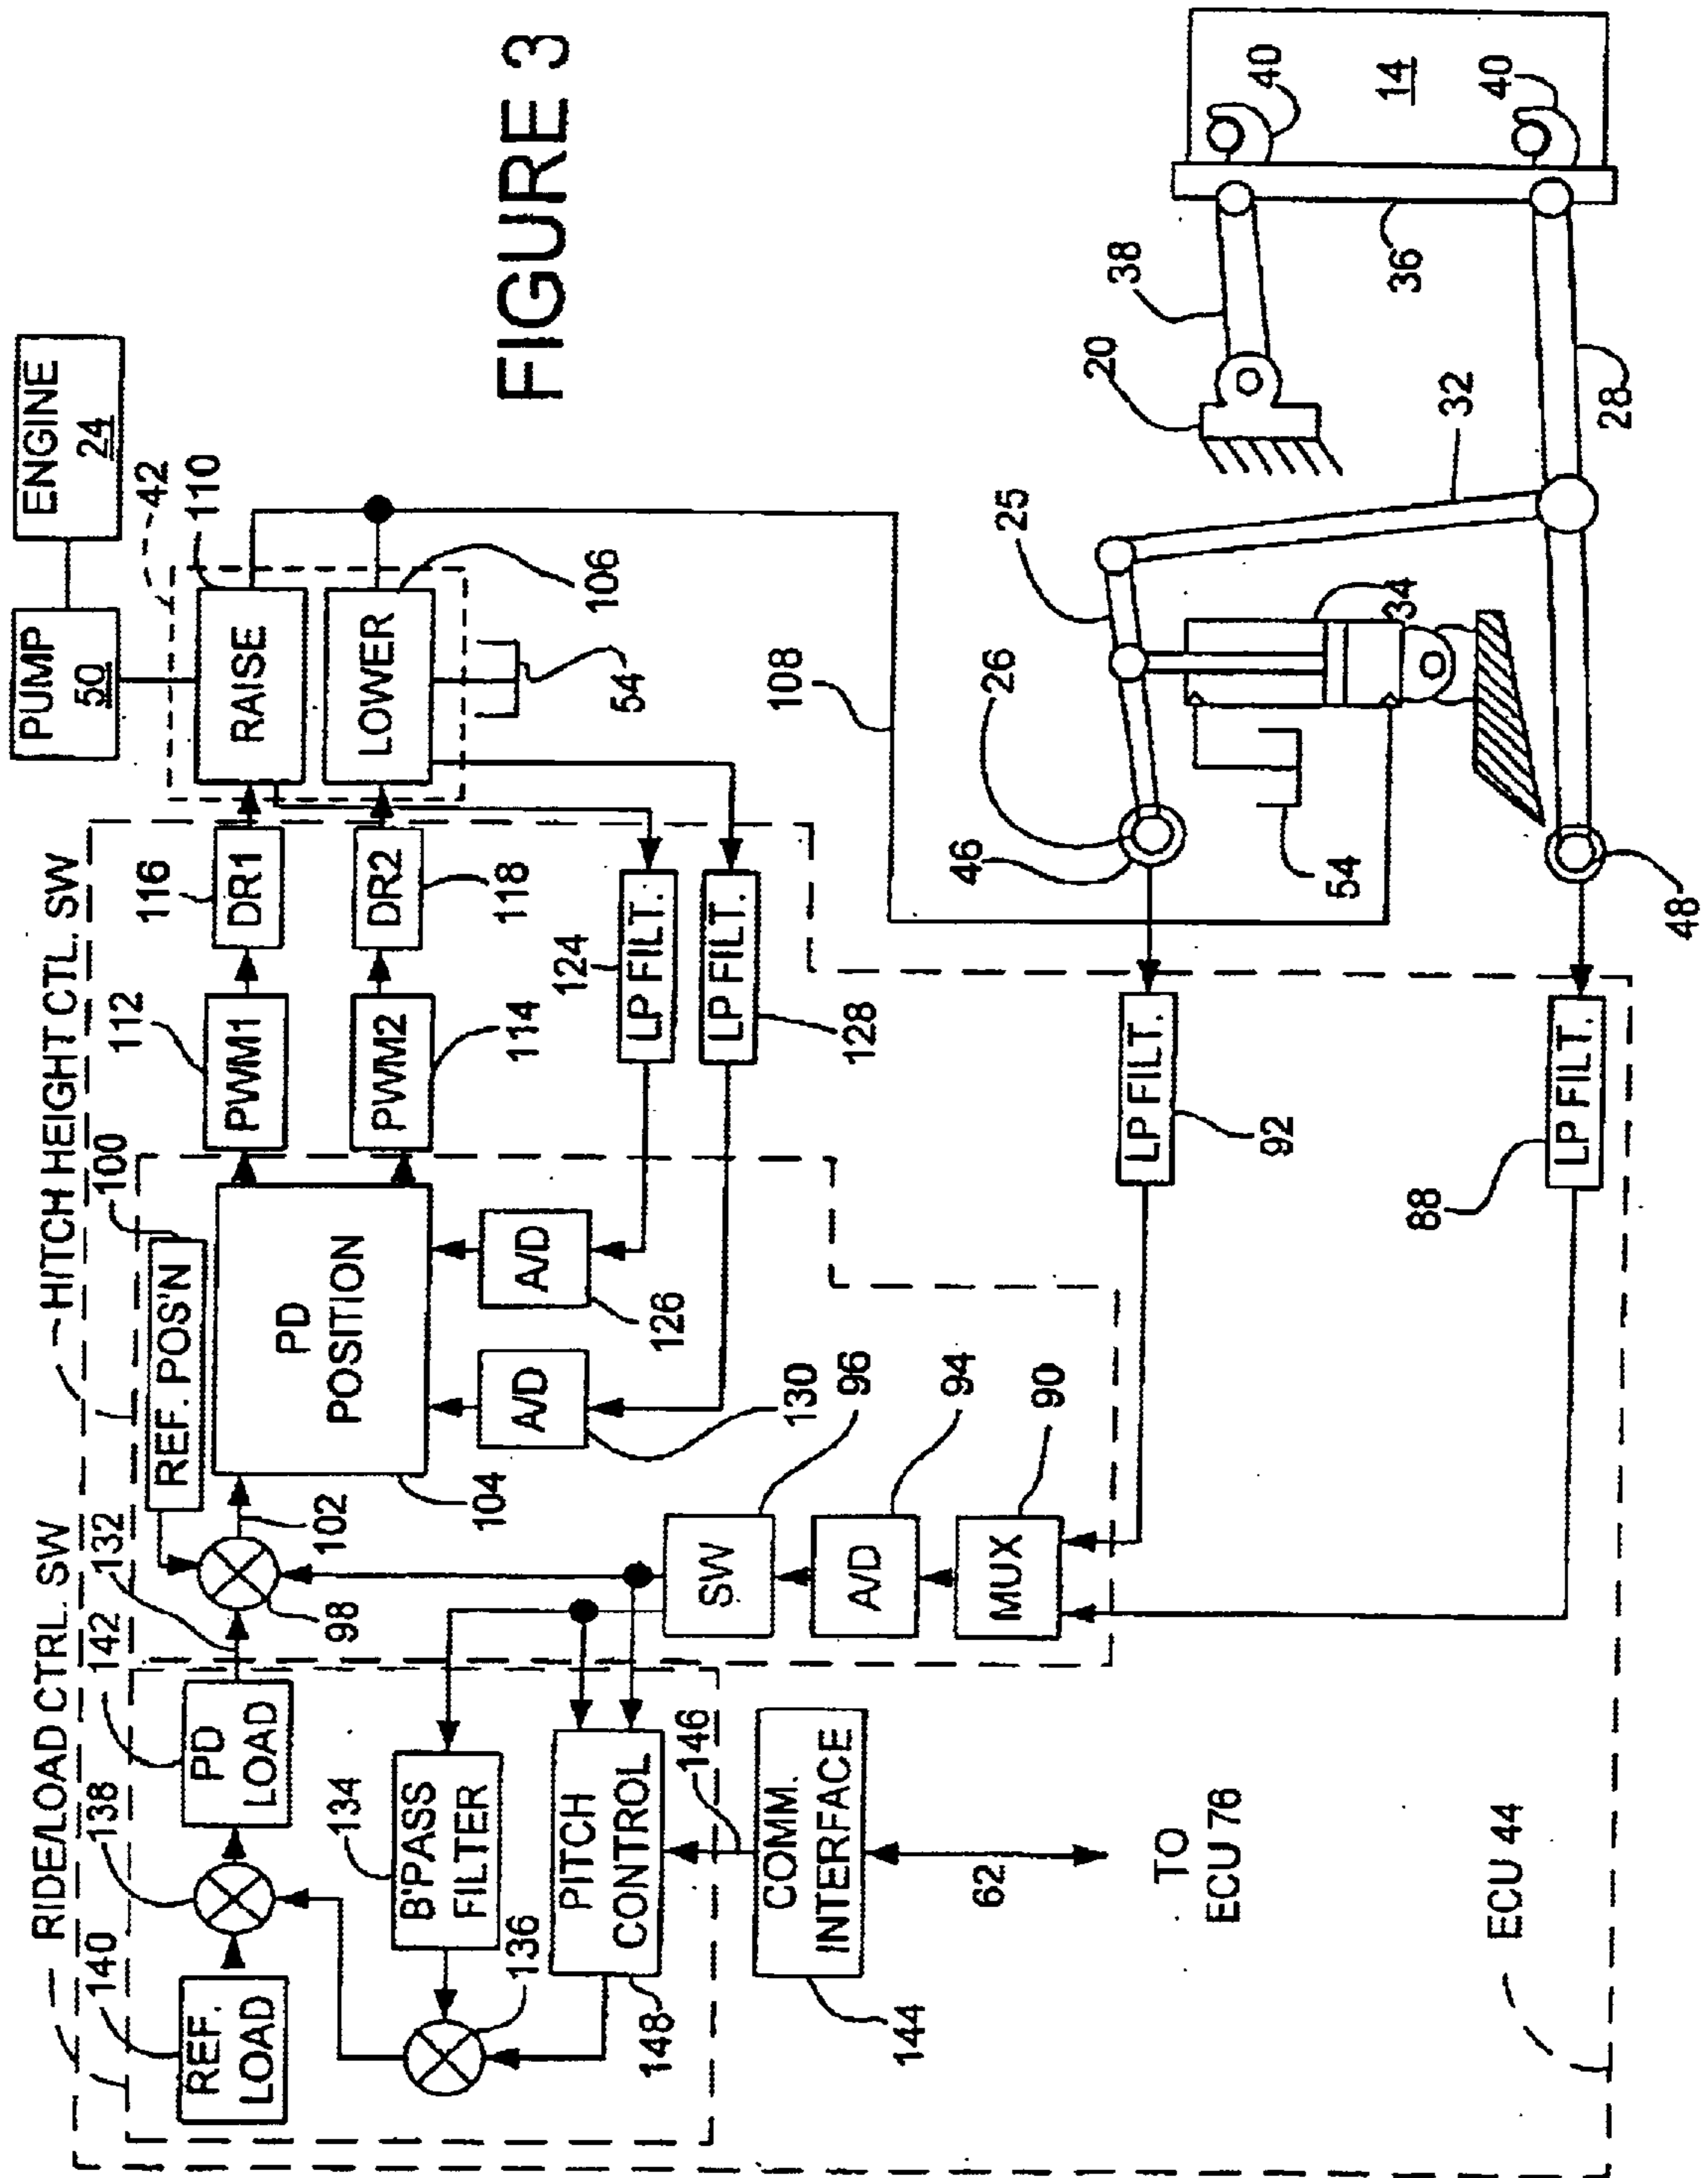 FIGURE 3
RIDE/LOAD CTRL. SW
HITCH HEIGHT CTL. SW
140
138
142
132
100
112
116
42
110
REF.
LOAD
PD
LOAD
98
102
REF. POS'N
104
PD
POSITION
PWM1
DR1
RAISE
PUMP
50
ENGINE
24
PWM2
114
DR2
118
LOWER
106
54
134
B'PASS
FILTER
136
PITCH
CONTROL
148
146
130
A/D
126
A/D
124
LP FILT.
LP FILT.
128
SW
96
A/D
94
MUX
90
COMM.
INTERFACE
144
62
TO
ECU 76
ECU 44
LP FILT.
92
LP FILT.
88
108
46
26
25
54
34
48
32
28
20
38
36
40
14
40